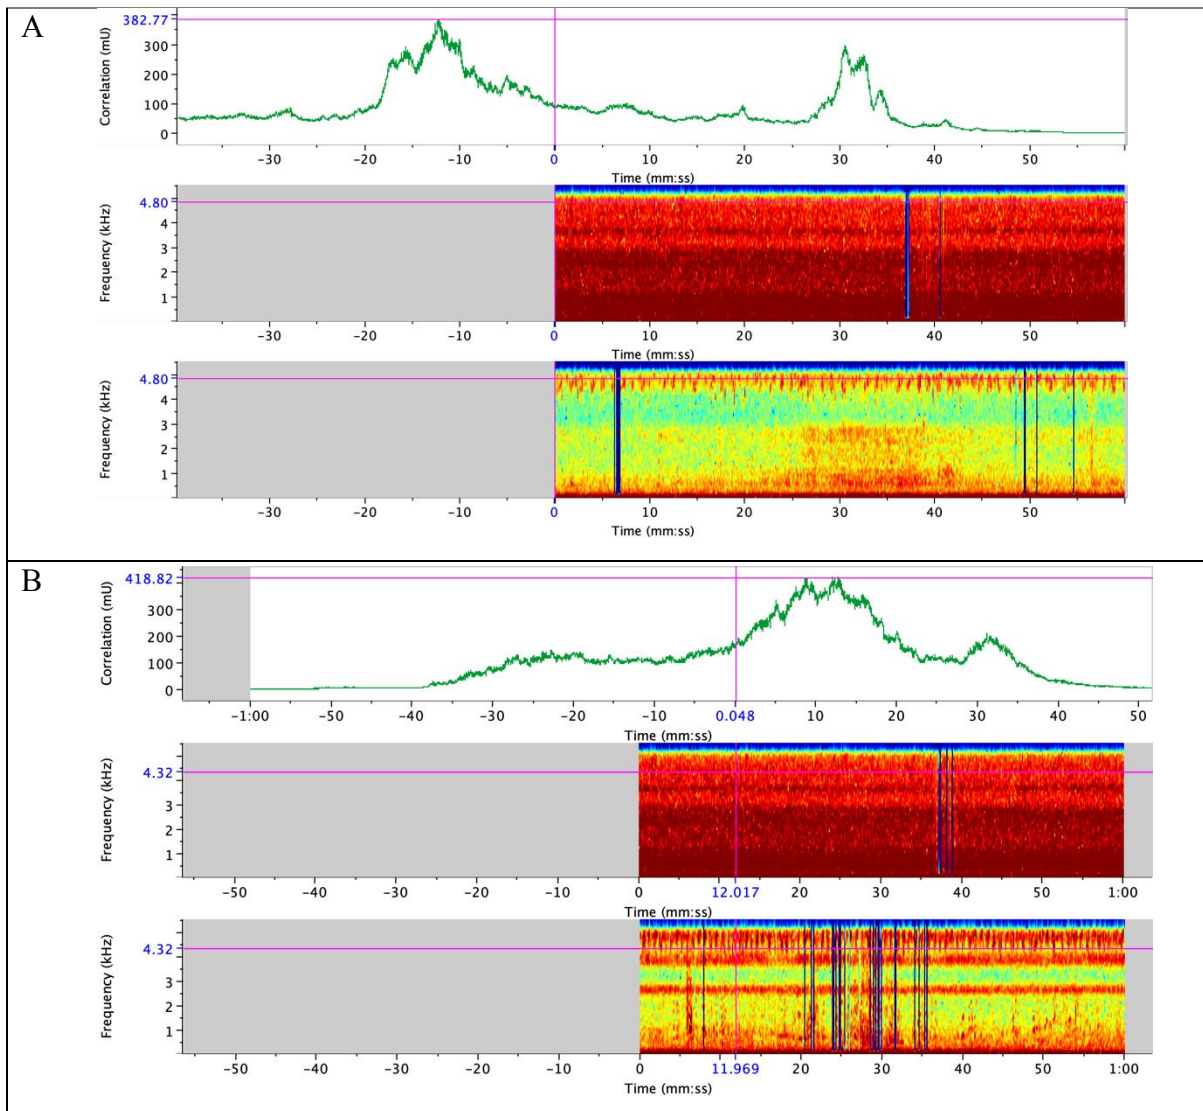 A
Correlation (mU)
382.77
300
200
100
0
-30 -20 -10 0 10 20 30 40 50
Time (mm:ss)
Frequency (kHz)
4.80
4
3
2
1
-30 -20 -10 0 10 20 30 40 50
Time (mm:ss)
Frequency (kHz)
4.80
4
3
2
1
-30 -20 -10 0 10 20 30 40 50
Time (mm:ss)
B
Correlation (mU)
418.82
300
200
100
0
-1:00 -50 -40 -30 -20 -10 0.048 10 20 30 40 50
Time (mm:ss)
Frequency (kHz)
4.32
3
2
1
-50 -40 -30 -20 -10 0 12.017 20 30 40 50 1:00
Time (mm:ss)
Frequency (kHz)
4.32
3
2
1
-50 -40 -30 -20 -10 0 11.969 20 30 40 50 1:00
Time (mm:ss)